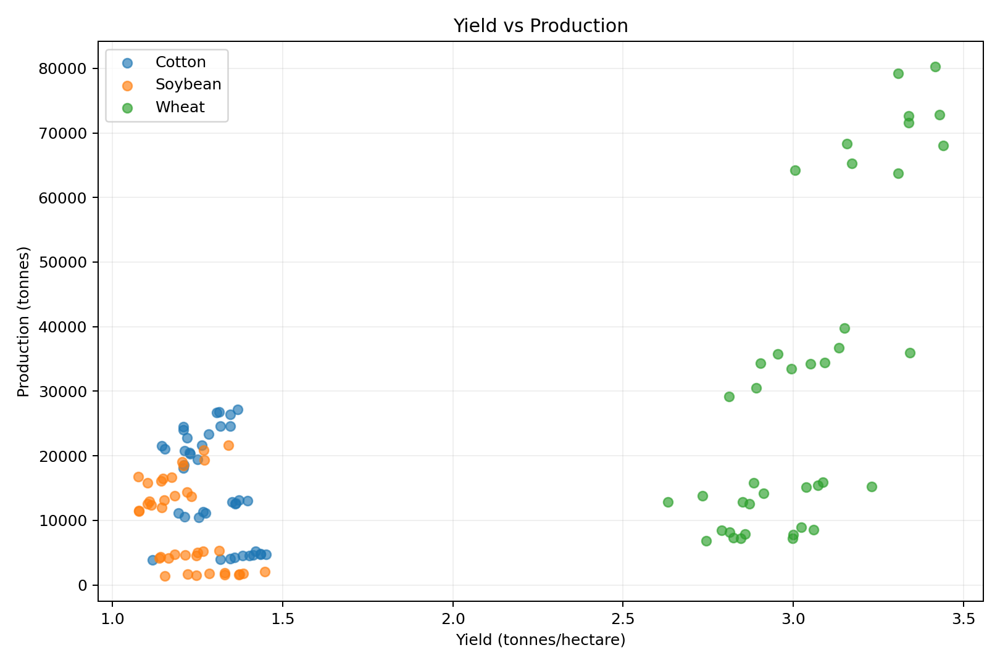 Yield vs Production
Cotton
Soybean
Wheat
Production (tonnes)
80000
70000
60000
50000
40000
30000
20000
10000
0
1.0 1.5 2.0 2.5 3.0 3.5
Yield (tonnes/hectare)